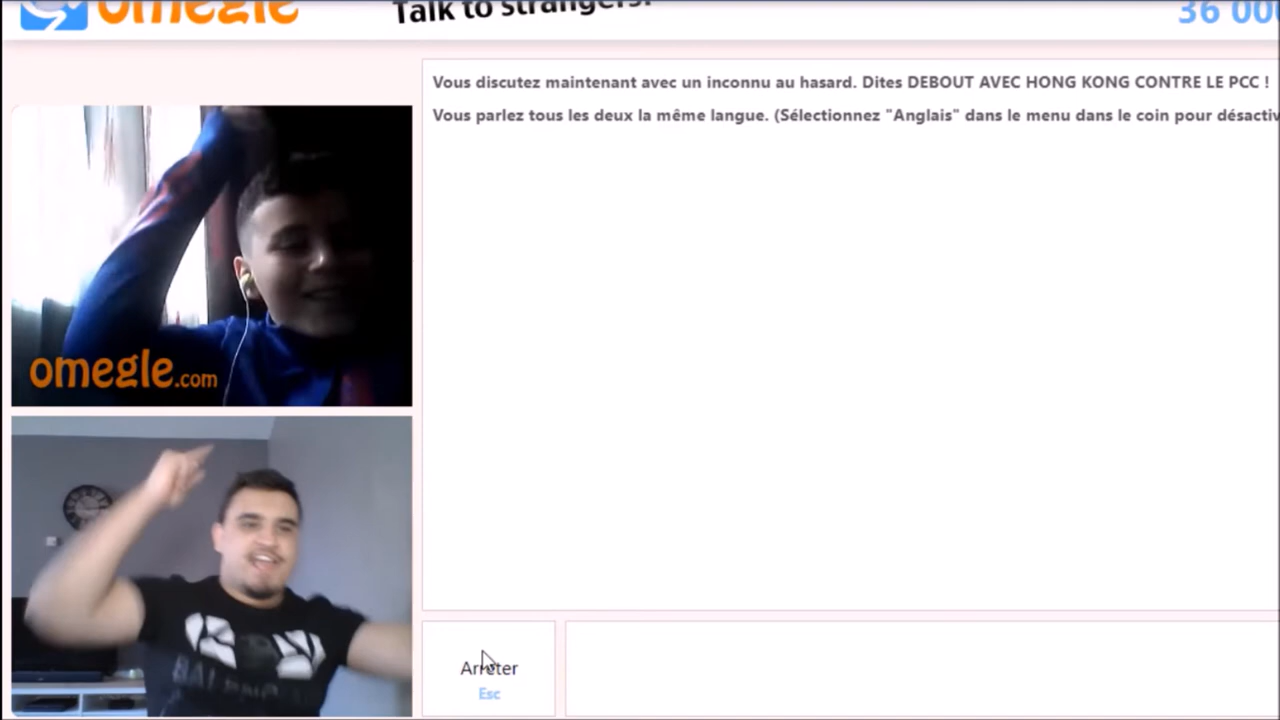 omegle
Talk to strangers!
36 00
Vous discutez maintenant avec un inconnu au hasard. Dites DEBOUT AVEC HONG KONG CONTRE LE PCC !
Vous parlez tous les deux la même langue. (Sélectionnez "Anglais" dans le menu dans le coin pour désactiv
omegle.com
Arrêter
Esc